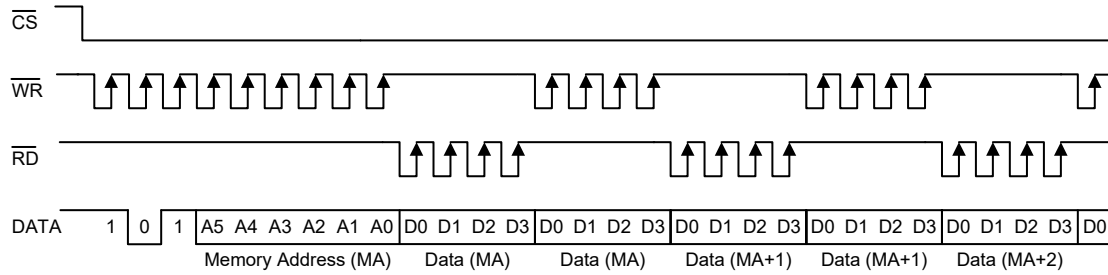 CS
WR
RD
DATA 1 0 1 A5 A4 A3 A2 A1 A0 D0 D1 D2 D3 D0 D1 D2 D3 D0 D1 D2 D3 D0 D1 D2 D3 D0 D1 D2 D3 D0
Memory Address (MA) Data (MA) Data (MA) Data (MA+1) Data (MA+1) Data (MA+2)